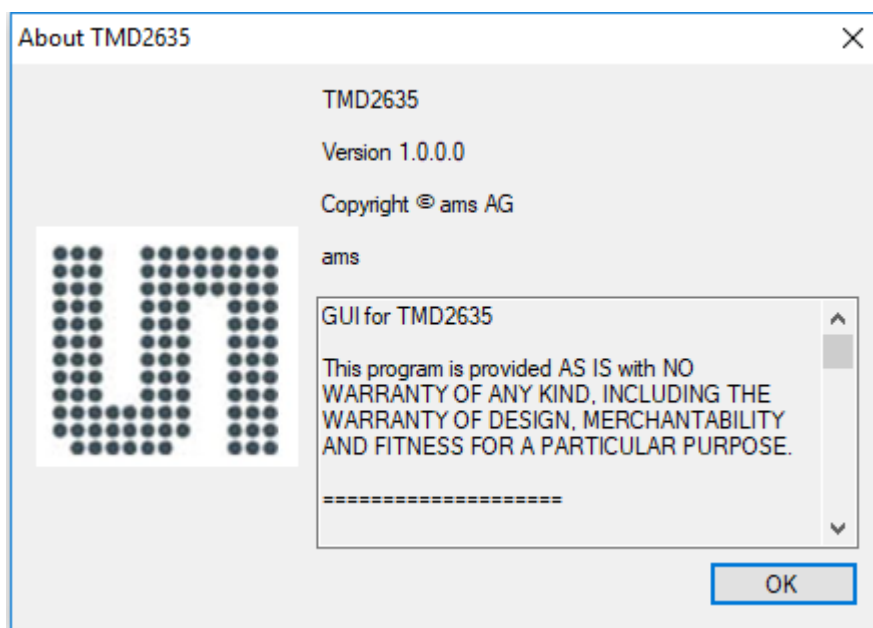 About TMD2635
TMD2635
Version 1.0.0.0
Copyright © ams AG
ams
GUI for TMD2635
This program is provided AS IS with NO
WARRANTY OF ANY KIND, INCLUDING THE
WARRANTY OF DESIGN, MERCHANTABILITY
AND FITNESS FOR A PARTICULAR PURPOSE.
====================
OK